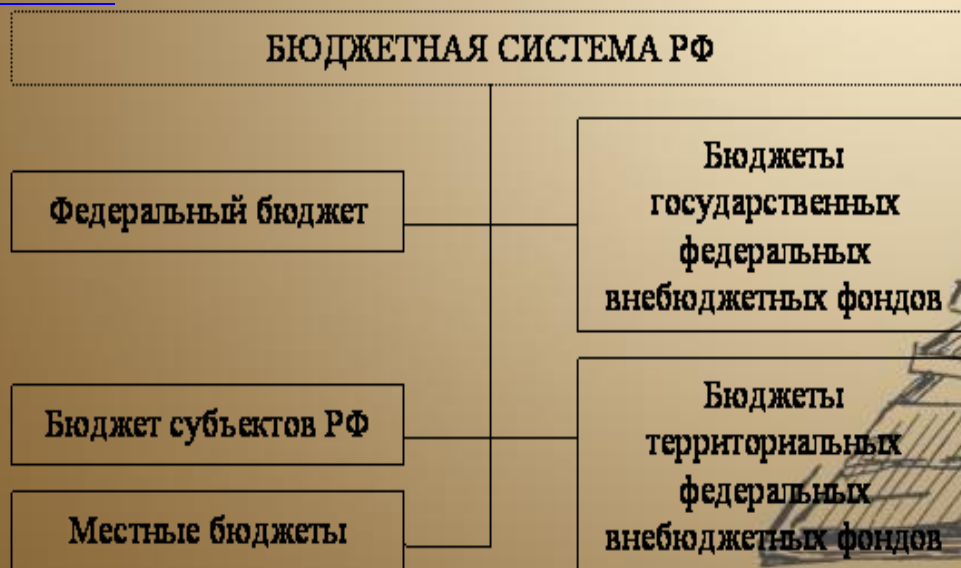 БЮДЖЕТНАЯ СИСТЕМА РФ
Федеральный бюджет
Бюджеты
государственных
федеральных
внебюджетных фондов
Бюджет субъектов РФ
Бюджеты
территориальных
федеральных
внебюджетных фондов
Местные бюджеты